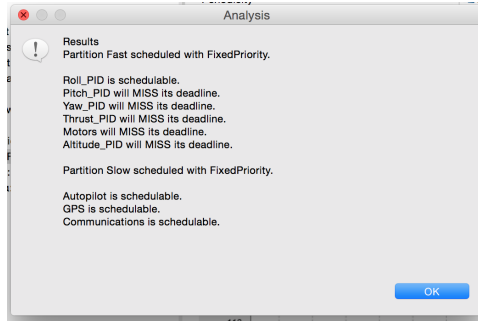 Analysis
Results
Partition Fast scheduled with FixedPriority.
Roll_PID is schedulable.
Pitch_PID will MISS its deadline.
Yaw_PID will MISS its deadline.
Thrust_PID will MISS its deadline.
Motors will MISS its deadline.
Altitude_PID will MISS its deadline.
Partition Slow scheduled with FixedPriority.
Autopilot is schedulable.
GPS is schedulable.
Communications is schedulable.
OK